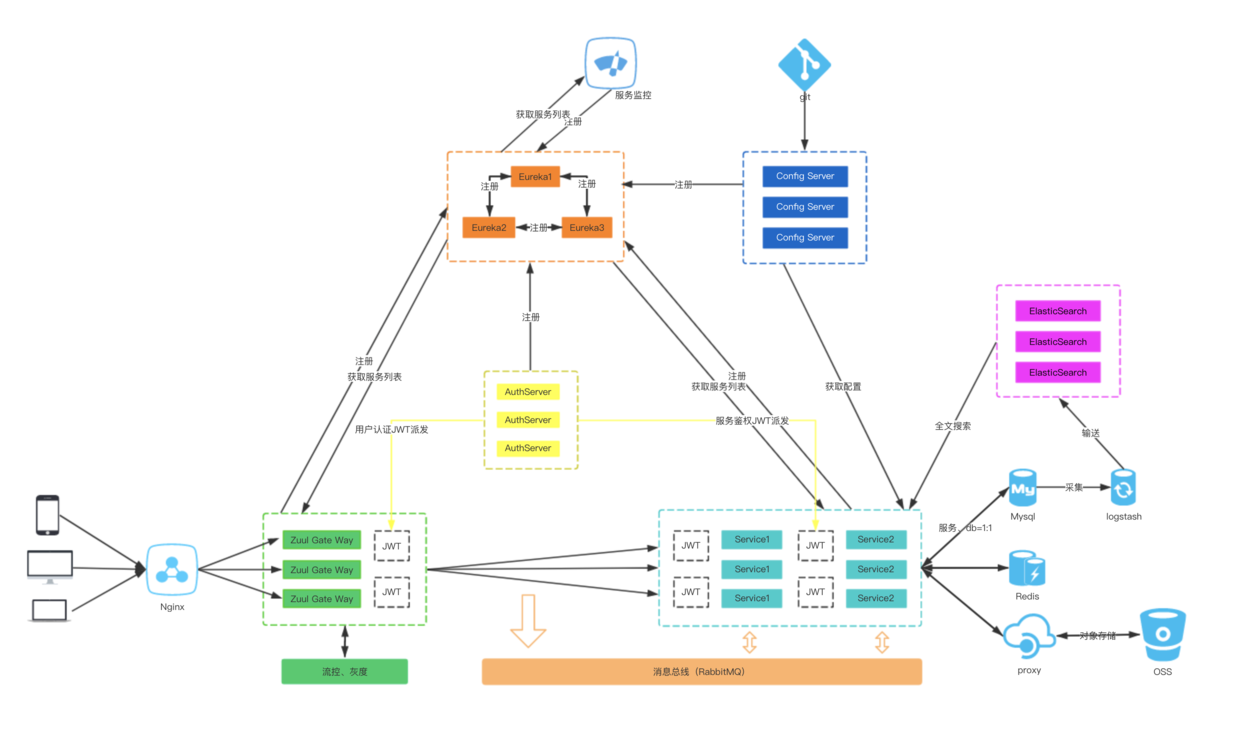 服务监控
git
获取服务列表
注册
Eureka1
注册
注册
Eureka2
注册
Eureka3
注册
Config Server
Config Server
Config Server
注册
ElasticSearch
ElasticSearch
ElasticSearch
注册
获取服务列表
注册
获取服务列表
获取配置
AuthServer
AuthServer
AuthServer
用户认证JWT派发
服务鉴权JWT派发
全文搜索
输送
My
Mysql
采集
logstash
服务、db=1:1
Nginx
Zuul Gate Way
Zuul Gate Way
Zuul Gate Way
JWT
JWT
JWT
JWT
Service1
Service1
Service1
JWT
JWT
Service2
Service2
Service2
Redis
proxy
对象存储
OSS
流控、灰度
消息总线（RabbitMQ）